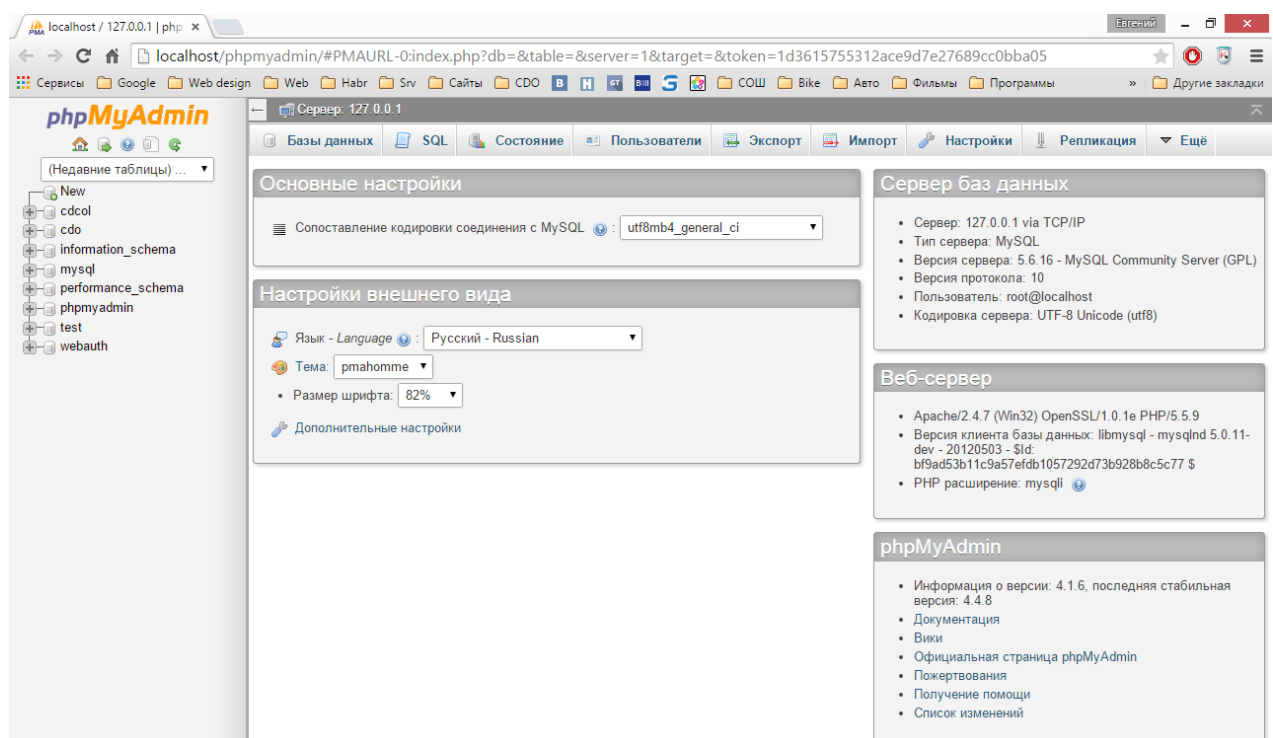 localhost / 127.0.0.1 | php
Евгений
localhost/phpmyadmin/#PMAURL-0:index.php?db=&table=&server=1&target=&token=1d3615755312ace9d7e27689cc0bba05
Сервисы Google Web design Web Habr Srv Сайты CDO СОШ Bike Авто Фильмы Программы » Другие закладки
phpMyAdmin
(Недавние таблицы) ...
New
cdcol
cdo
information_schema
mysql
performance_schema
phpmyadmin
test
webauth
Сервер: 127.0.0.1
Базы данных SQL Состояние Пользователи Экспорт Импорт Настройки Репликация Ещё
Основные настройки
Сопоставление кодировки соединения с MySQL : utf8mb4_general_ci
Настройки внешнего вида
Язык - Language : Русский - Russian
Тема: pmahomme
Размер шрифта: 82%
Дополнительные настройки
Сервер баз данных
Сервер: 127.0.0.1 via TCP/IP
Тип сервера: MySQL
Версия сервера: 5.6.16 - MySQL Community Server (GPL)
Версия протокола: 10
Пользователь: root@localhost
Кодировка сервера: UTF-8 Unicode (utf8)
Веб-сервер
Apache/2.4.7 (Win32) OpenSSL/1.0.1e PHP/5.5.9
Версия клиента базы данных: libmysql - mysqlnd 5.0.11-
dev - 20120503 - $Id:
bf9ad53b11c9a57efdb1057292d73b928b8c5c77 $
PHP расширение: mysqli
phpMyAdmin
Информация о версии: 4.1.6, последняя стабильная
версия: 4.4.8
Документация
Вики
Официальная страница phpMyAdmin
Пожертвования
Получение помощи
Список изменений